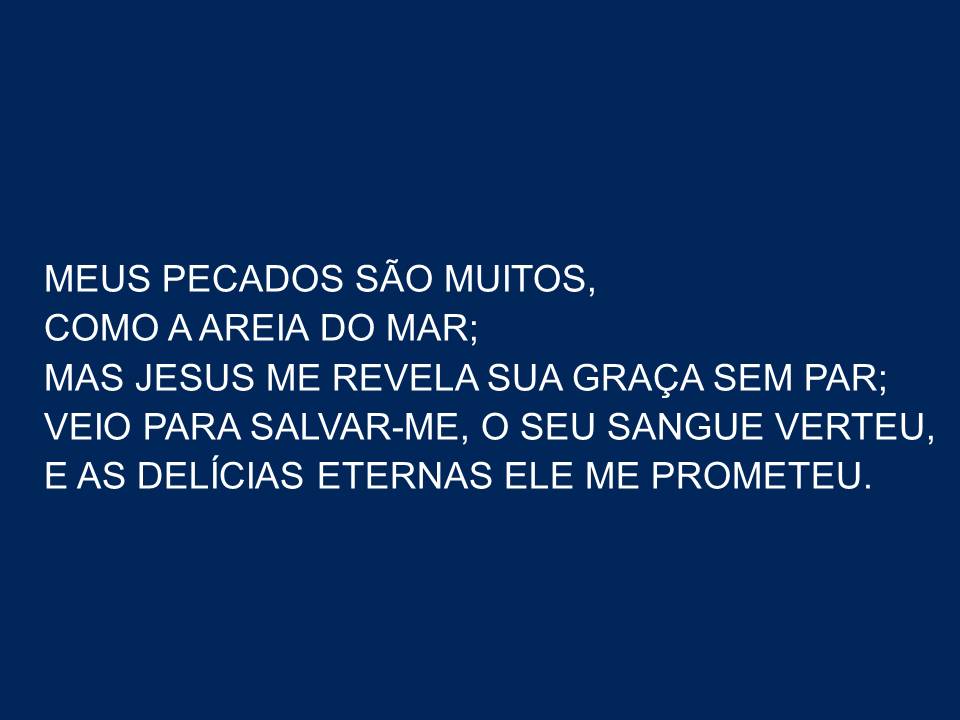 MEUS PECADOS SÃO MUITOS,
COMO A AREIA DO MAR;
MAS JESUS ME REVELA SUA GRAÇA SEM PAR;
VEIO PARA SALVAR-ME, O SEU SANGUE VERTEU,
E AS DELÍCIAS ETERNAS ELE ME PROMETEU.